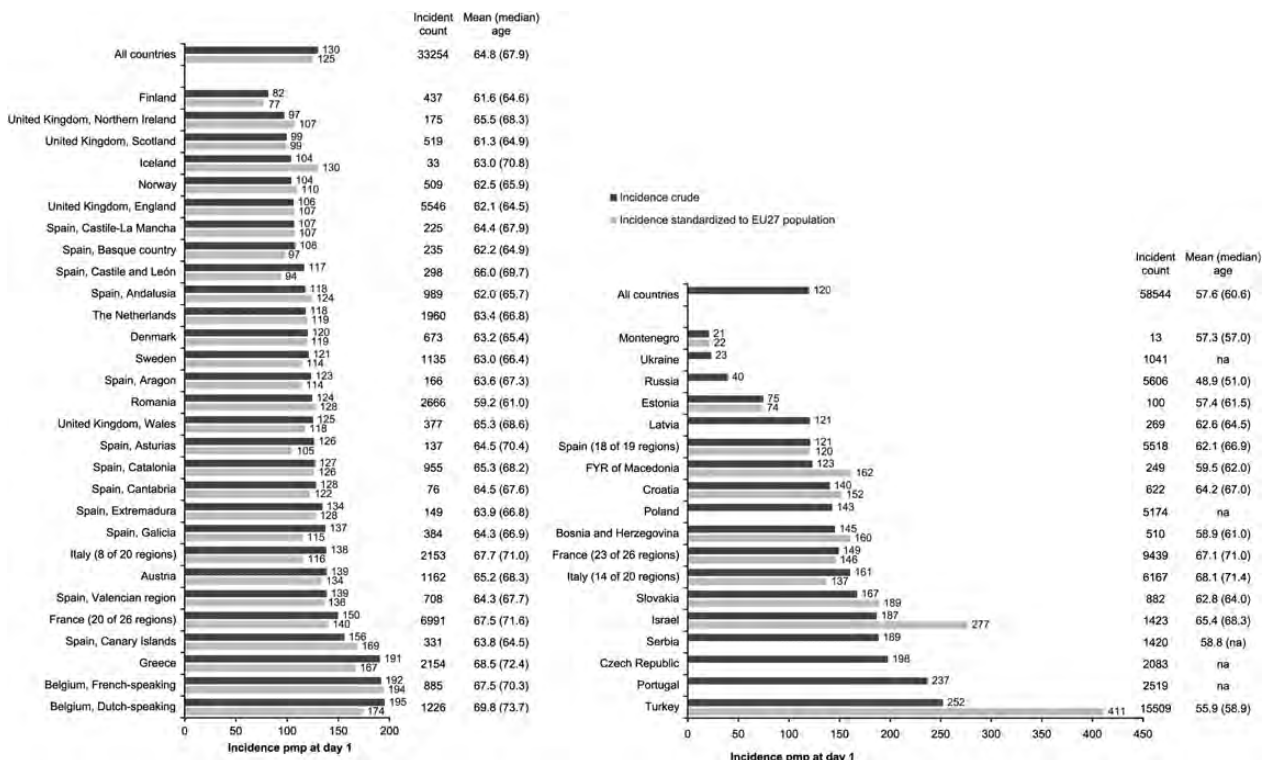 Incident count Mean (median) age
All countries 130 125 33254 64.8 (67.9)
Finland 82 77 437 61.6 (64.6)
United Kingdom, Northern Ireland 97 107 175 65.5 (68.3)
United Kingdom, Scotland 99 99 519 61.3 (64.9)
Iceland 104 130 33 63.0 (70.8)
Norway 104 110 509 62.5 (65.9)
United Kingdom, England 106 107 5546 62.1 (64.5)
Spain, Castile-La Mancha 107 107 225 64.4 (67.9)
Spain, Basque country 108 97 235 62.2 (64.9)
Spain, Castile and León 117 94 298 66.0 (69.7)
Spain, Andalusia 118 124 989 62.0 (65.7)
The Netherlands 118 119 1960 63.4 (66.8)
Denmark 120 119 673 63.2 (65.4)
Sweden 121 114 1135 63.0 (66.4)
Spain, Aragon 123 114 166 63.6 (67.3)
Romania 124 128 2666 59.2 (61.0)
United Kingdom, Wales 125 118 377 65.3 (68.6)
Spain, Asturias 126 105 137 64.5 (70.4)
Spain, Catalonia 127 126 955 65.3 (68.2)
Spain, Cantabria 128 122 76 64.5 (67.6)
Spain, Extremadura 134 128 149 63.9 (66.8)
Spain, Galicia 137 115 384 64.3 (66.9)
Italy (8 of 20 regions) 138 116 2153 67.7 (71.0)
Austria 139 134 1162 65.2 (68.3)
Spain, Valencian region 139 136 708 64.3 (67.7)
France (20 of 26 regions) 150 140 6991 67.5 (71.6)
Spain, Canary Islands 156 169 331 63.8 (64.5)
Greece 191 167 2154 68.5 (72.4)
Belgium, French-speaking 192 194 885 67.5 (70.3)
Belgium, Dutch-speaking 195 174 1226 69.8 (73.7)
0 50 100 150 200
Incidence pmp at day 1
Incidence crude
Incidence standardized to EU27 population
Incident count Mean (median) age
All countries 120 58544 57.6 (60.6)
Montenegro 21 22 13 57.3 (57.0)
Ukraine 23 1041 na
Russia 40 5606 48.9 (51.0)
Estonia 75 74 100 57.4 (61.5)
Latvia 121 269 62.6 (64.5)
Spain (18 of 19 regions) 121 120 5518 62.1 (66.9)
FYR of Macedonia 123 162 249 59.5 (62.0)
Croatia 140 152 622 64.2 (67.0)
Poland 143 5174 na
Bosnia and Herzegovina 145 160 510 58.9 (61.0)
France (23 of 26 regions) 149 146 9439 67.1 (71.0)
Italy (14 of 20 regions) 161 137 6167 68.1 (71.4)
Slovakia 167 189 882 62.8 (64.0)
Israel 187 277 1423 65.4 (68.3)
Serbia 189 1420 58.8 (na)
Czech Republic 198 2083 na
Portugal 237 2519 na
Turkey 252 411 15509 55.9 (58.9)
0 50 100 150 200 250 300 350 400 450
Incidence pmp at day 1